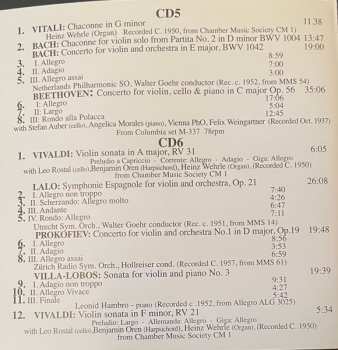 CD5
1. VITALI: Chaconne in G minor 11:38
Heinz Wehrle (Organ) Recorded C. 1950, from Chamber Music Society CM 1)
2. BACH: Chaconne for violin solo from Partita No. 2 in D minor BWV 1004 13:47
BACH: Concerto for violin and orchestra in E major, BWV 1042 19:00
3. I. Allegro 8:59
4. II. Adagio 7:00
5. III. Allegro assai 3:00
Netherlands Philharmonic SO, Walter Goehr conductor (Rec. c. 1952, from MMS 54)
BEETHOVEN: Concerto for violin, cello & piano in C major Op. 56 35:06
6. I: Allegro 17:06
7. II: Largo 5:04
8. III: Rondo alla Polacca 12:45
with Stefan Auber (cello), Angelica Morales (piano), Vienna PhO, Felix Weingartner (Recorded Oct. 1937)
From Columbia set M-337 78rpm
CD6
1. VIVALDI: Violin sonata in A major, RV 31 6:05
Preludio a Capriccio - Corrente: Allegro - Adagio - Giga: Allegro
with Leo Rostal (cello), Benjamin Oren (Harpsichord), Heinz Wehrle (Organ). (Recorded C. 1950)
from Chamber Music Society CM 1
LALO: Symphonie Espagnole for violin and orchestra, Op. 21 26:08
2. I. Allegro non troppo 7:40
3. II. Scherzando: Allegro molto 4:26
4. III. Andante 6:47
5. IV. Rondo: Allegro 7:11
Utrecht Sym. Orch., Walter Goehr conductor (Rec. c. 1951, from MMS 14)
PROKOFIEV: Concerto for violin and orchestra No.1 in D major, Op.19 19:48
6. I. Allegro 8:56
7. II. Adagio 3:53
8. III. Allegro assai 6:59
Zürich Radio Sym. Orch., Hollreiser cond. (Recorded C. 1957, from MMS 61)
VILLA-LOBOS: Sonata for violin and piano No. 3 19:39
9. I. Adagio non troppo 9:31
10. II. Allegro Vivace 4:27
11. III. Finale 5:42
Leonid Hambro - piano (Recorded c. 1952, from Allegro ALG 3025)
12. VIVALDI: Violin sonata in F minor, RV 21 5:34
Preludio: Largo - Allemando: Allegro - Giga: Allegro
with Leo Rostal (cello), Benjamin Oren (Harpsichord), Heinz Wehrle (Organ). (Recorded C. 1950)
from Chamber Music Society CM 1